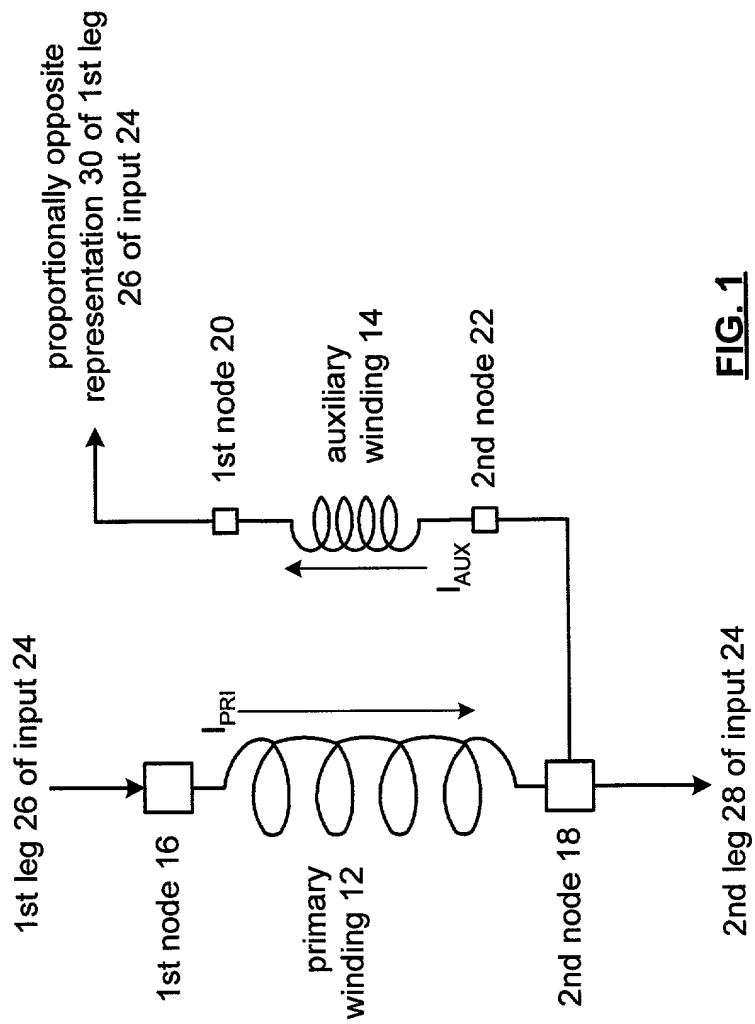 1st leg 26 of input 24
proportionally opposite
representation 30 of 1st leg
26 of input 24
1st node 16
1st node 20
I PRI
primary
winding 12
auxiliary
winding 14
I AUX
2nd node 22
2nd node 18
2nd leg 28 of input 24
FIG. 1